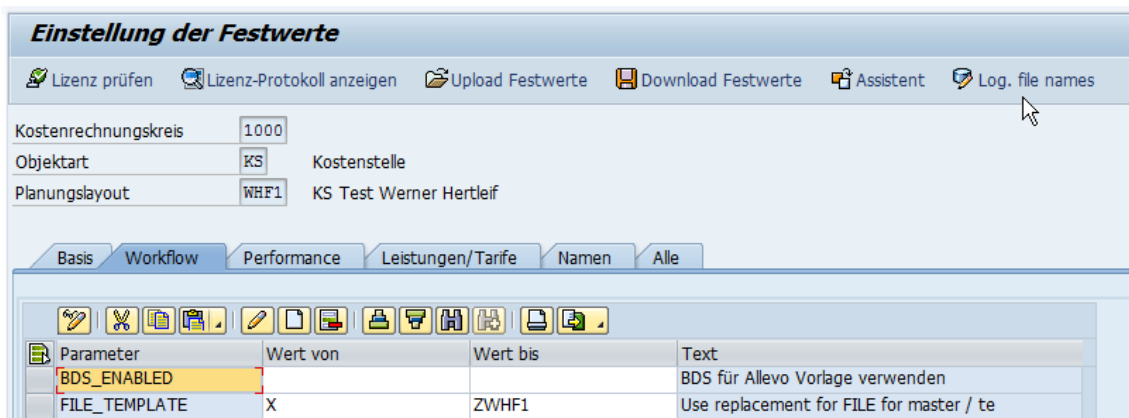 Einstellung der Festwerte
Lizenz prüfen Lizenz-Protokoll anzeigen Upload Festwerte Download Festwerte Assistent Log. file names
Kostenrechnungskreis 1000
Objektart KS Kostenstelle
Planungslayout WHF1 KS Test Werner Hertleif
Basis Workflow Performance Leistungen/Tarife Namen Alle
Parameter Wert von Wert bis Text
BDS_ENABLED BDS für Allevo Vorlage verwenden
FILE_TEMPLATE X ZWHF1 Use replacement for FILE for master / te